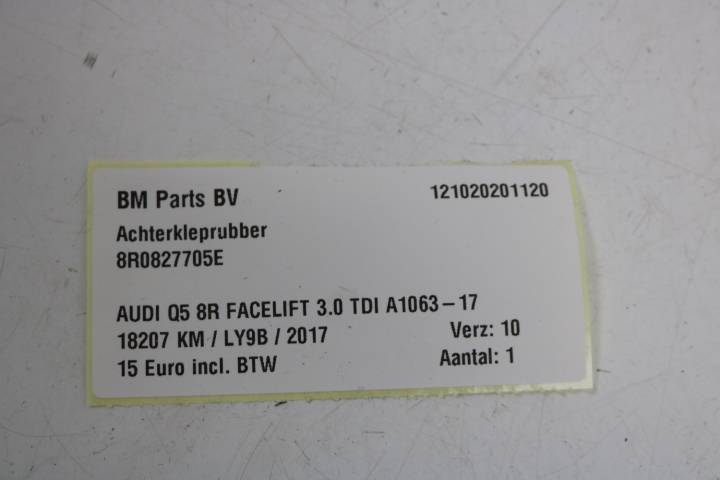 BM Parts BV 121020201120
Achterkleprubber
8R0827705E
AUDI Q5 8R FACELIFT 3.0 TDI A1063-17
18207 KM / LY9B / 2017 Verz: 10
15 Euro incl. BTW Aantal: 1